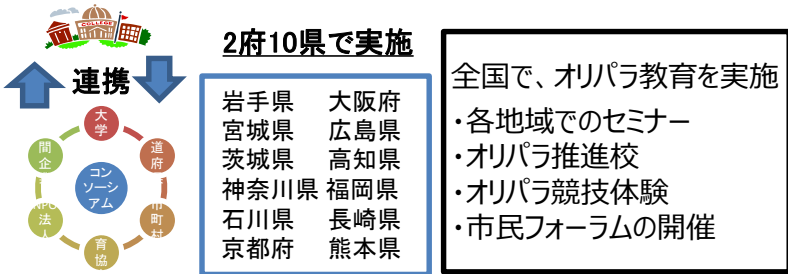 COLLEGE
連携
大
学
道府
市町村
育
協
NPO
法
人
間
企
コン
ソーシ
アム
2府10県で実施
岩手県 大阪府
宮城県 広島県
茨城県 高知県
神奈川県 福岡県
石川県 長崎県
京都府 熊本県
全国で、オリパラ教育を実施
・各地域でのセミナー
・オリパラ推進校
・オリパラ競技体験
・市民フォーラムの開催